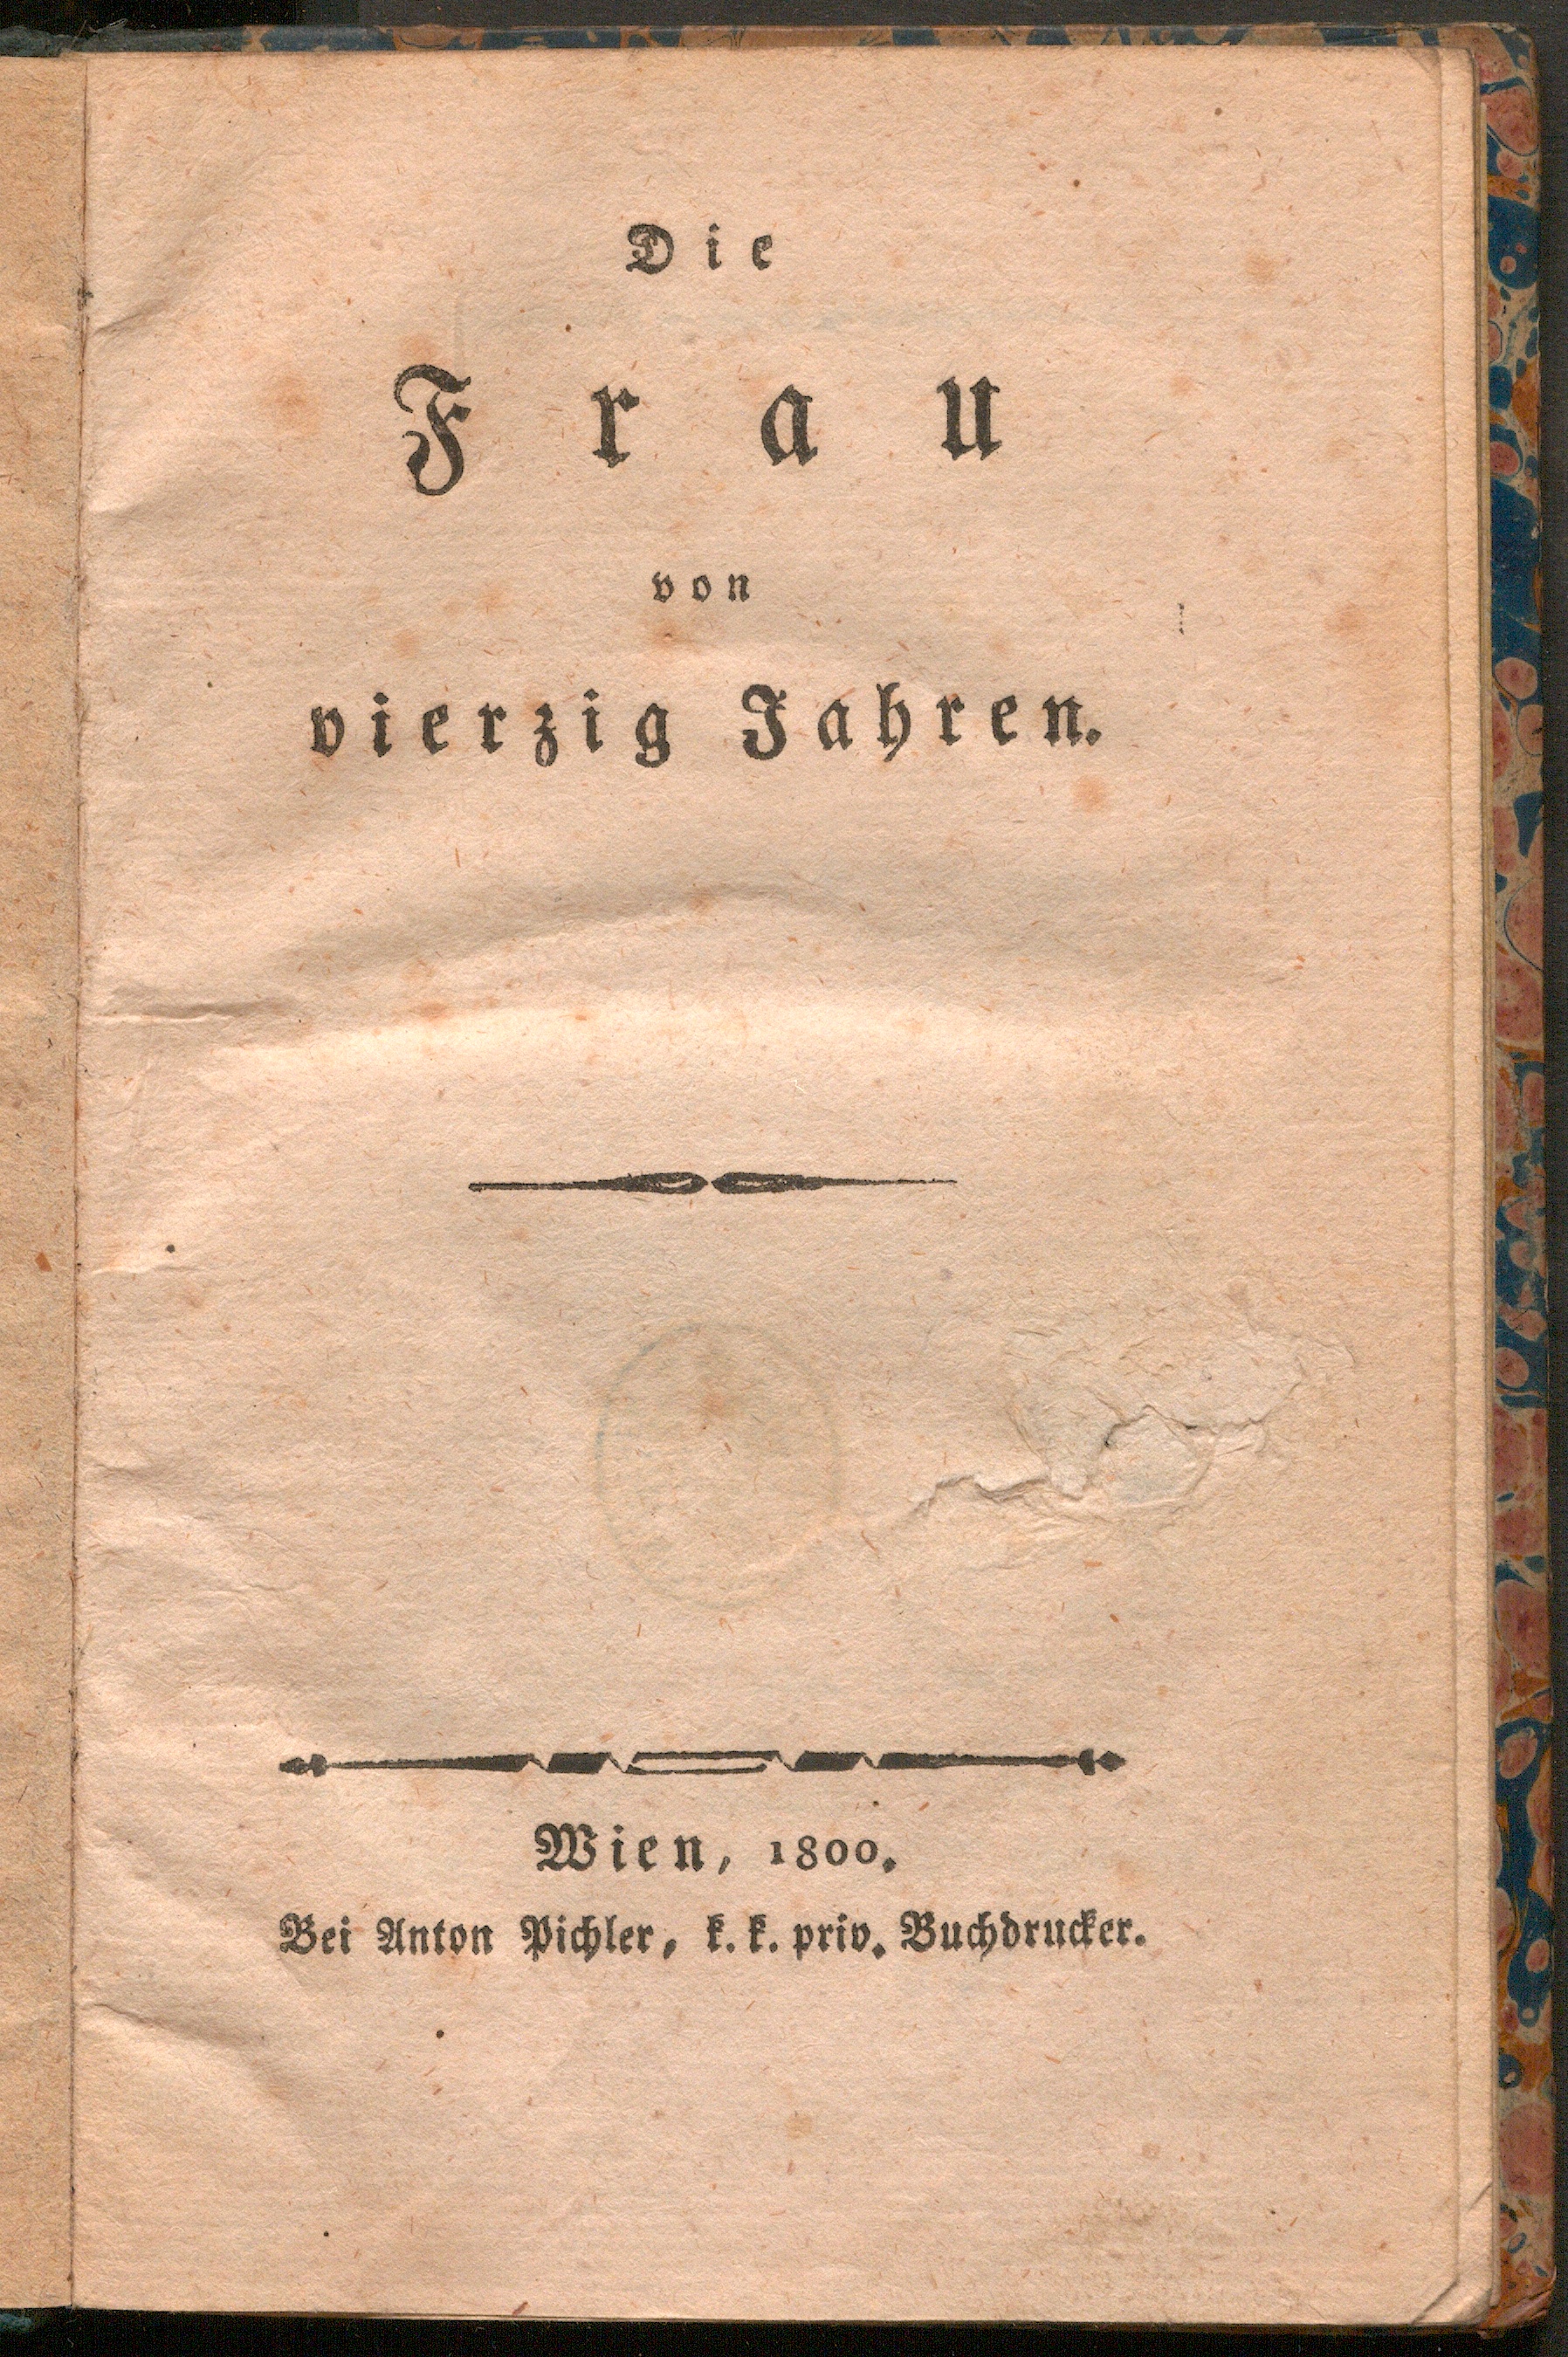 Die
Frau
von
vierzig Jahren.
Wien, 1800.
Bei Anton Pichler, k. k. priv. Buchdrucker.